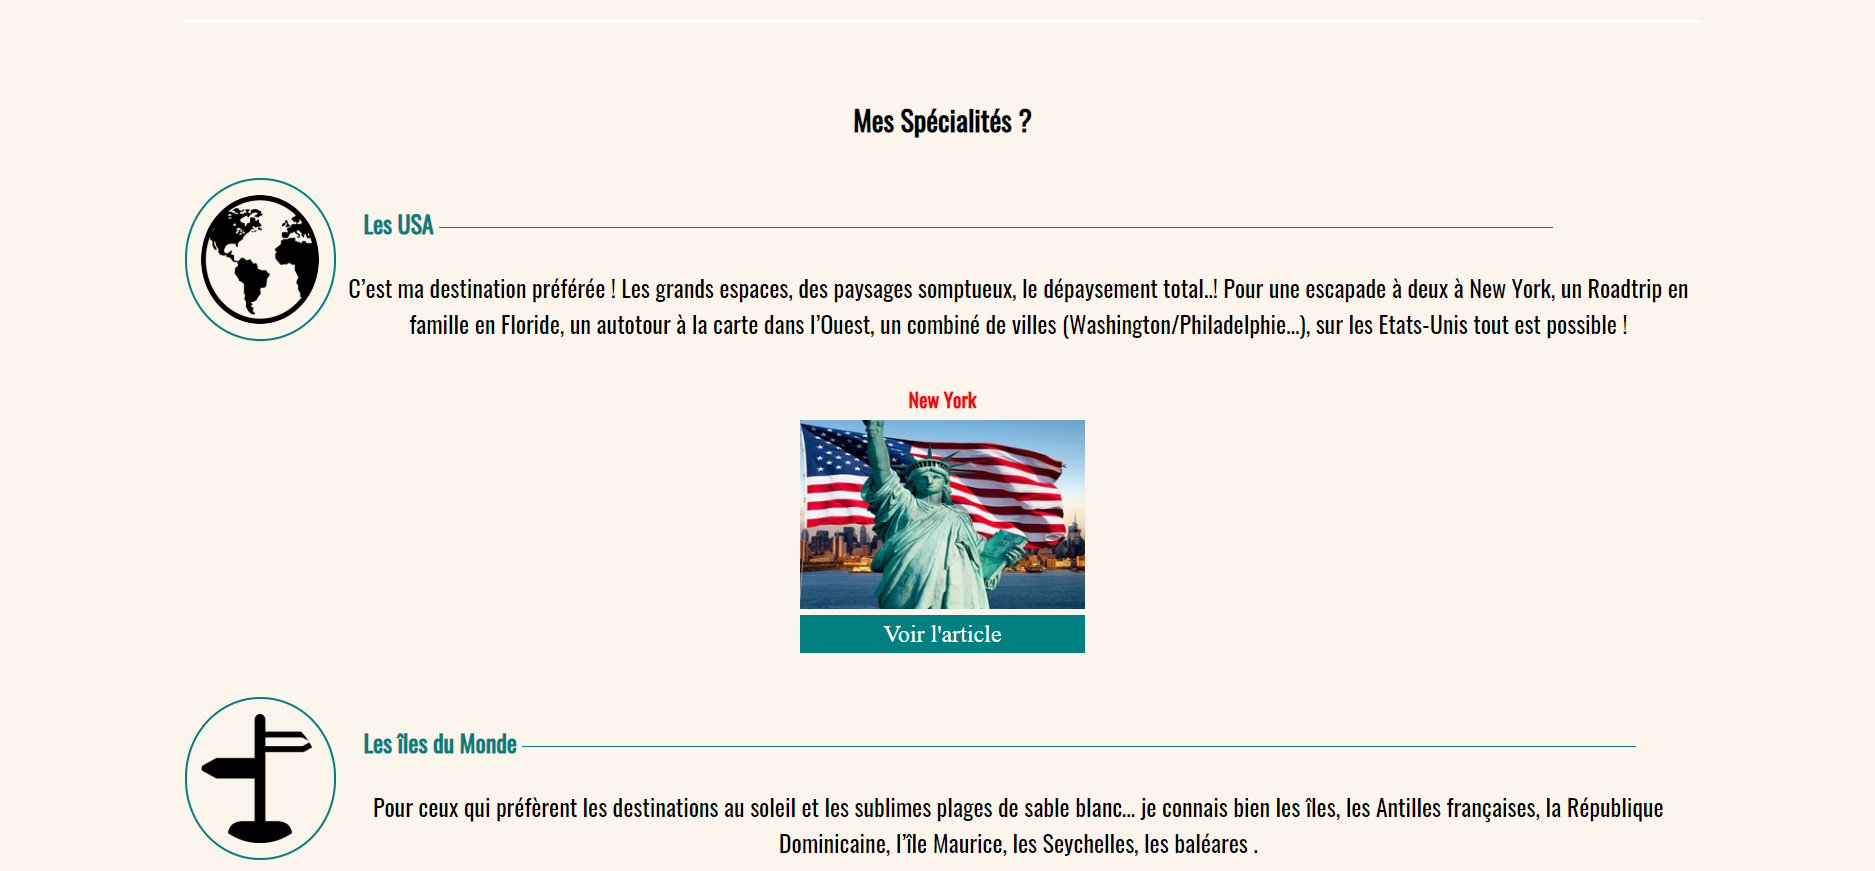 Mes Spécialités ?
Les USA
C’est ma destination préférée ! Les grands espaces, des paysages somptueux, le dépaysement total..! Pour une escapade à deux à New York, un Roadtrip en
famille en Floride, un autotour à la carte dans l’Ouest, un combiné de villes (Washington/Philadelphie...), sur les Etats-Unis tout est possible !
New York
Voir l'article
Les îles du Monde
Pour ceux qui préfèrent les destinations au soleil et les sublimes plages de sable blanc... je connais bien les îles, les Antilles françaises, la République
Dominicaine, l’île Maurice, les Seychelles, les baléares .